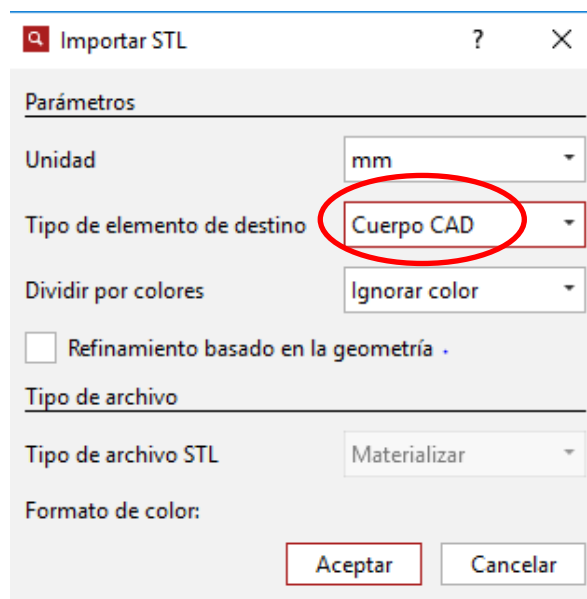 Importar STL ?
Parámetros
Unidad mm
Tipo de elemento de destino Cuerpo CAD
Dividir por colores Ignorar color
Refinamiento basado en la geometría
Tipo de archivo
Tipo de archivo STL Materializar
Formato de color:
Aceptar Cancelar